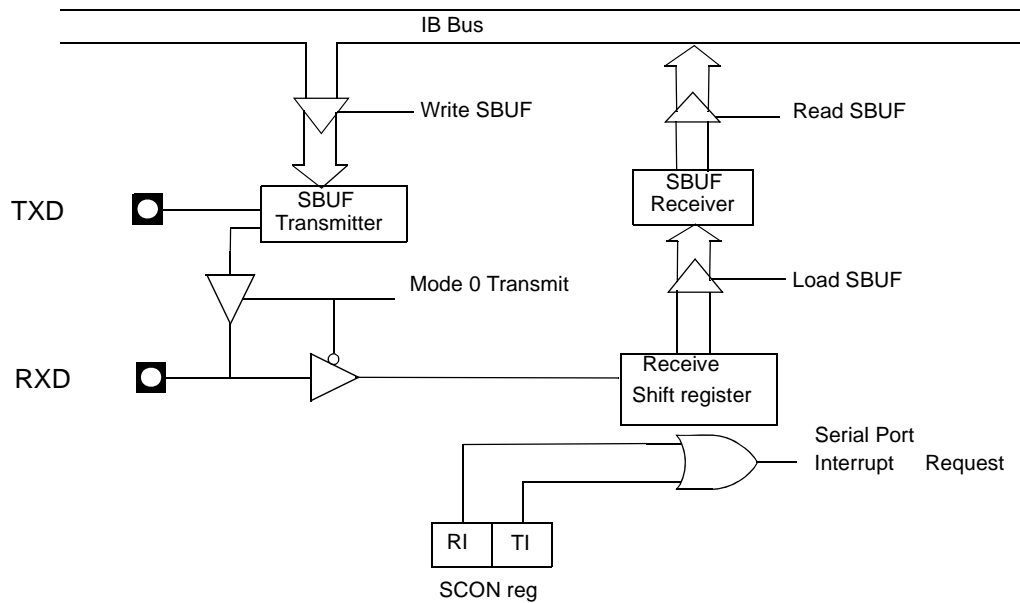 IB Bus
Write SBUF
Read SBUF
SBUF
Transmitter
SBUF
Receiver
TXD
Mode 0 Transmit
Load SBUF
RXD
Receive
Shift register
Serial Port
Interrupt Request
RI TI
SCON reg